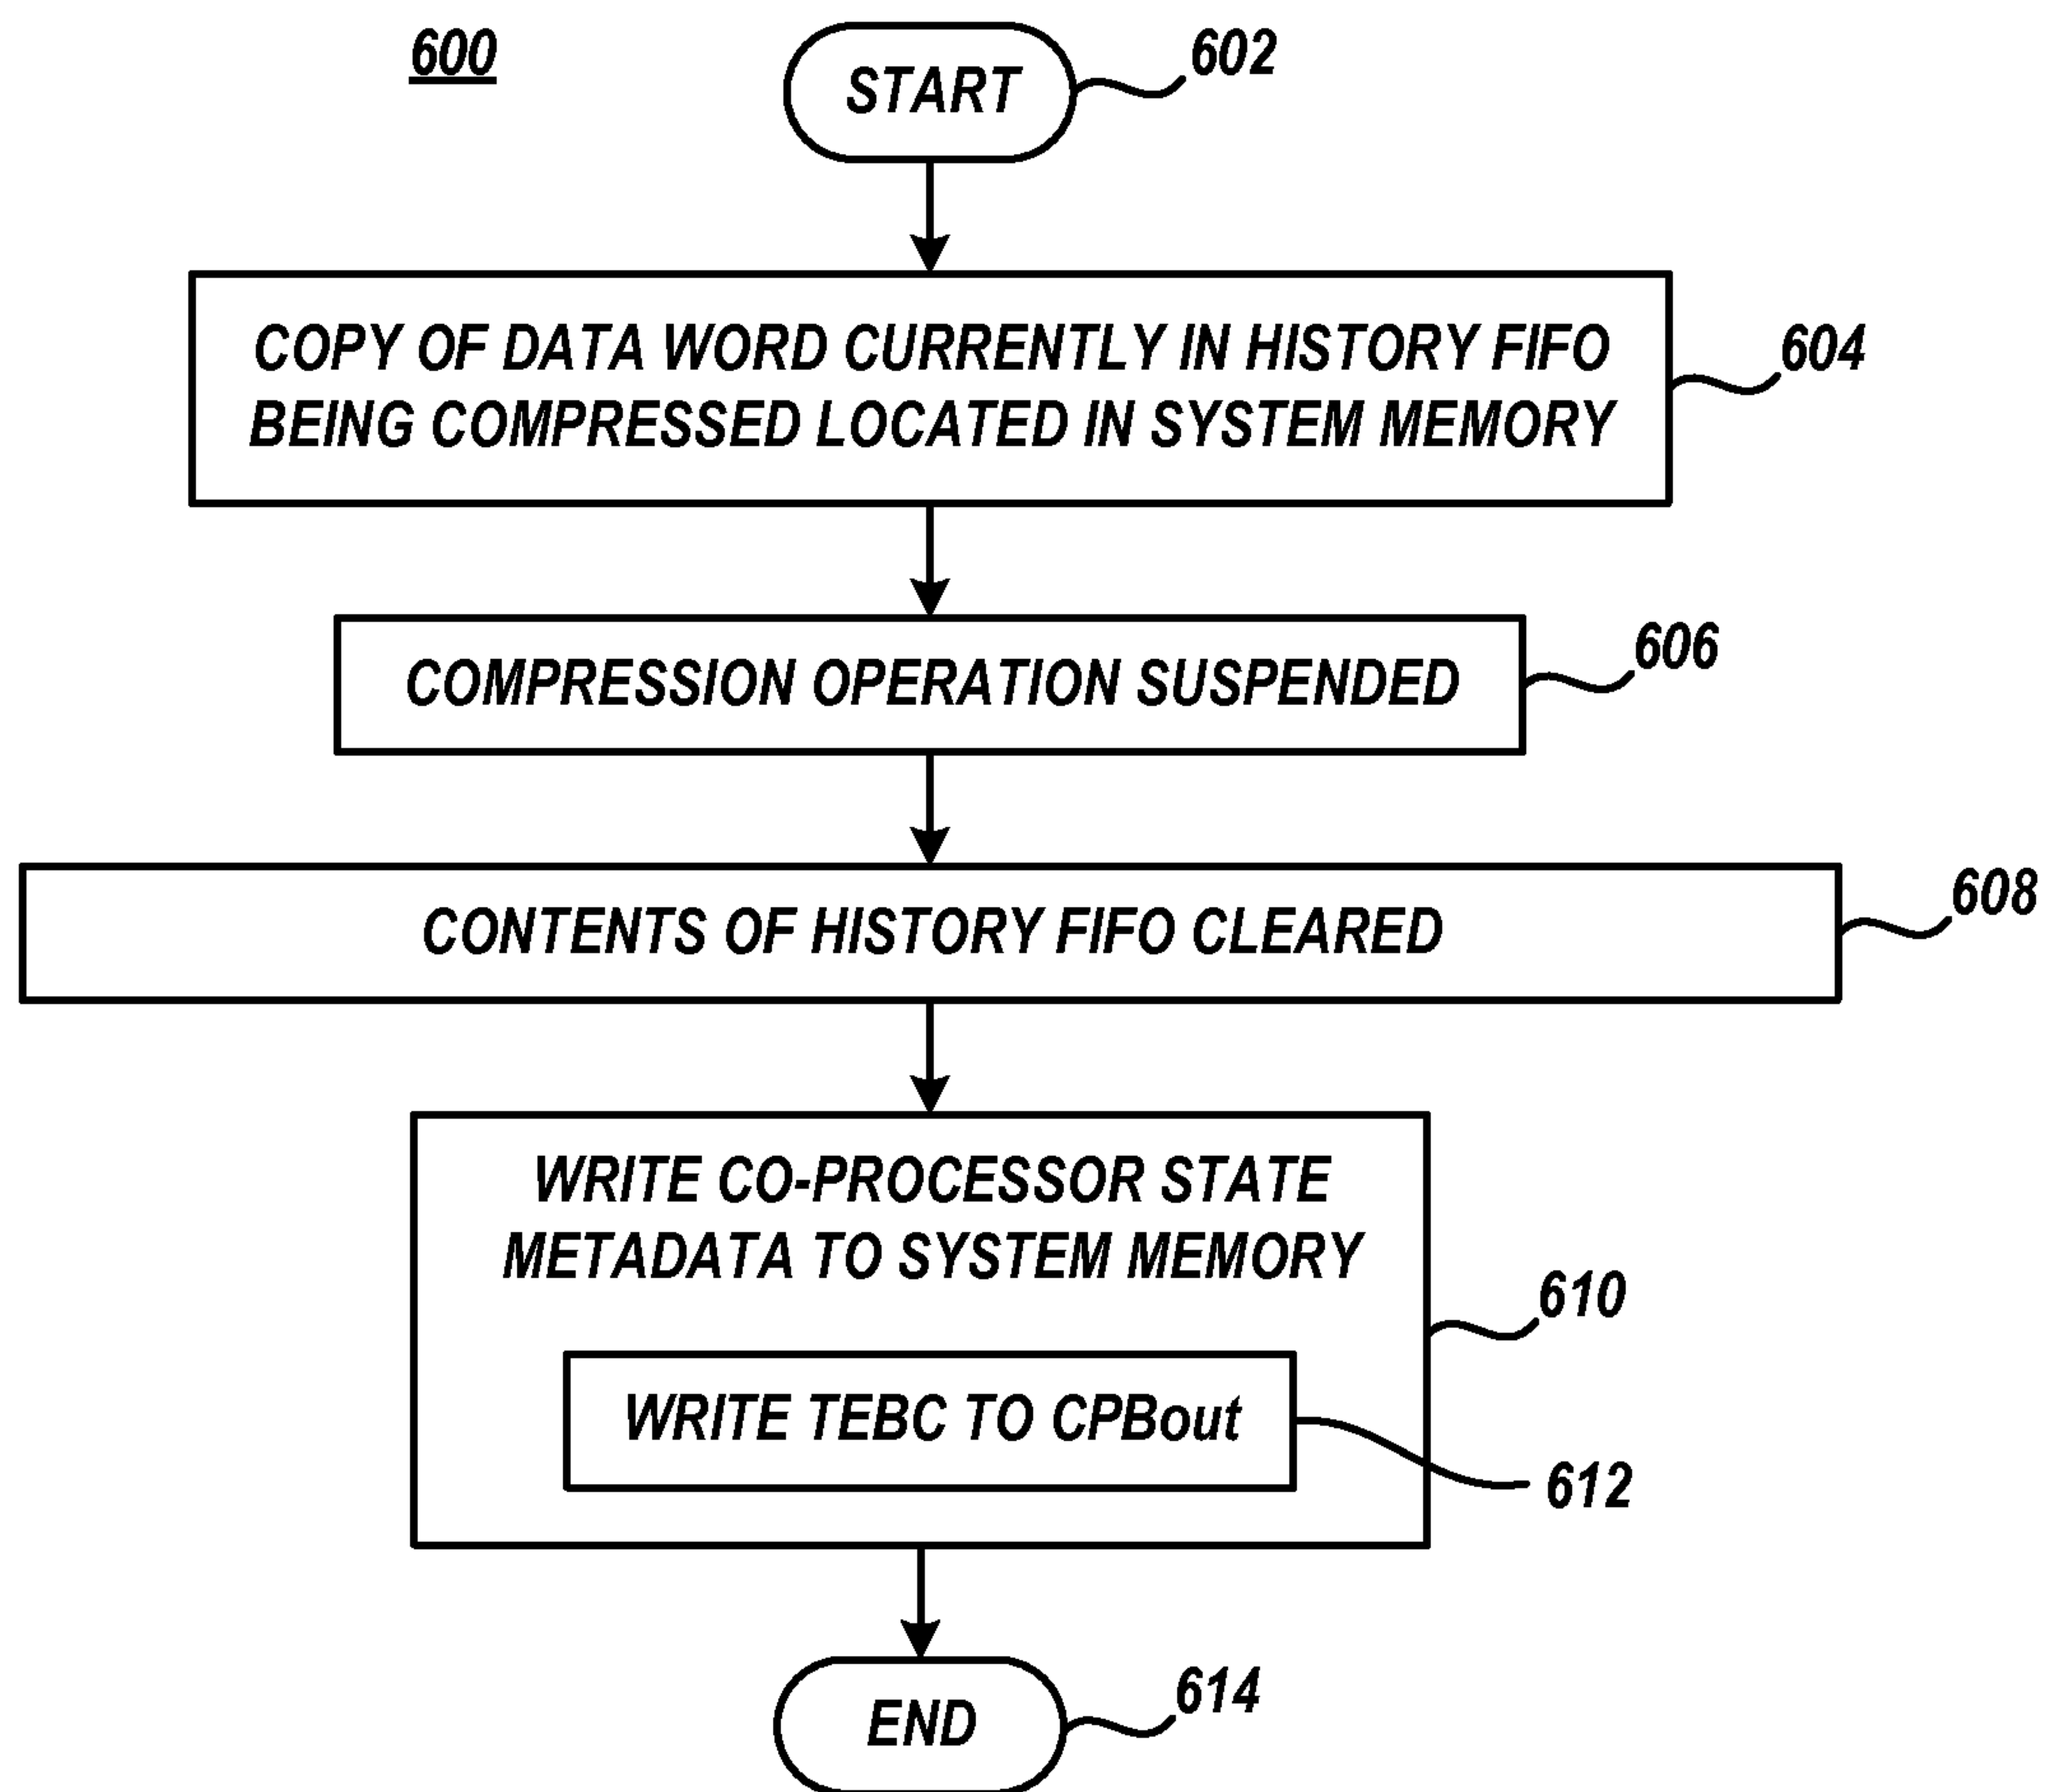 600
START
602
COPY OF DATA WORD CURRENTLY IN HISTORY FIFO
BEING COMPRESSED LOCATED IN SYSTEM MEMORY
604
COMPRESSION OPERATION SUSPENDED
606
CONTENTS OF HISTORY FIFO CLEARED
608
WRITE CO-PROCESSOR STATE
METADATA TO SYSTEM MEMORY
610
WRITE TEBC TO CPBout
612
END
614